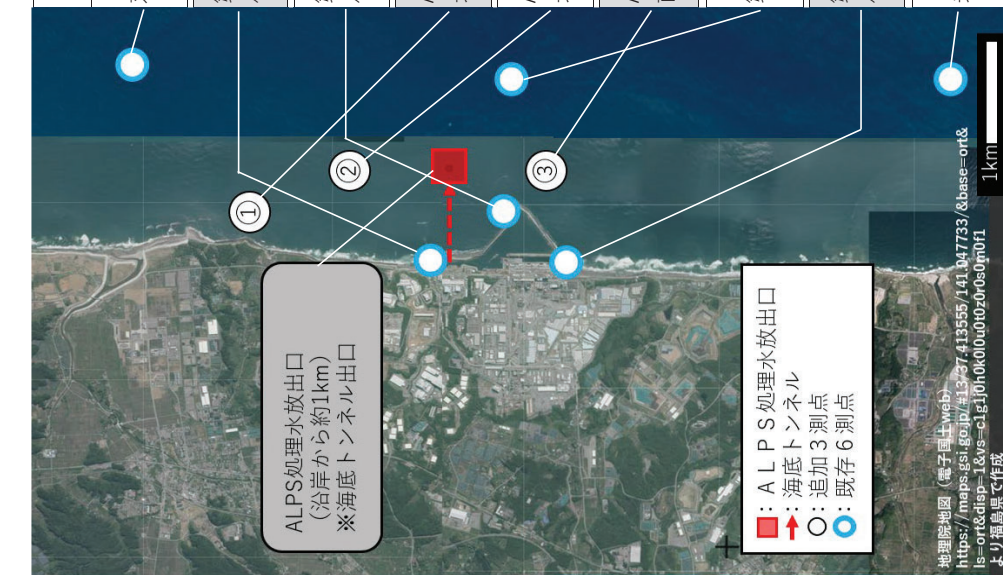 ①
②
③
ALPS処理水放出口
（沿岸から約1km）
※海底トンネル出口
：ＡＬＰＳ処理水放出口
：海底トンネル
：追加３測点
：既存６測点
1km
地理院地図（電子国土web）
https://maps.gsi.go.jp/#13/37.413555/141.047733/&base=ort&
ls=ort&disp=1&vs=c1g1j0h0k0l0u0t0z0r0s0m0f1
より福島県で作成